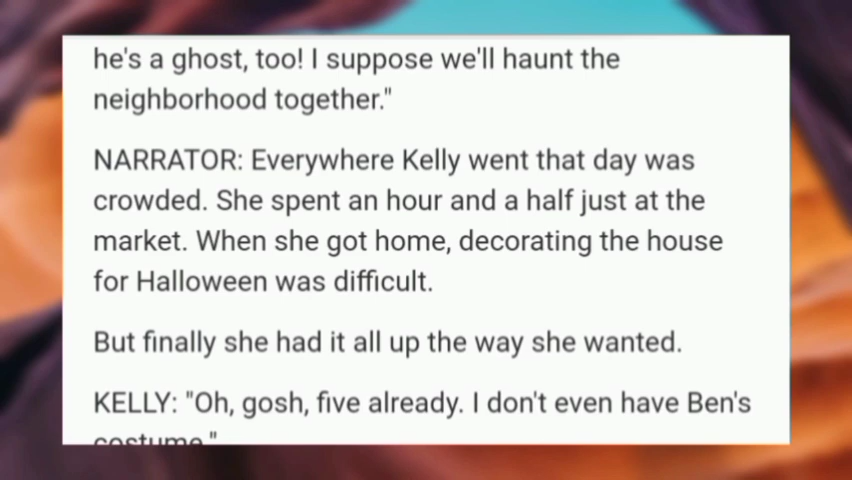 he's a ghost, too! I suppose we'll haunt the
neighborhood together."
NARRATOR: Everywhere Kelly went that day was
crowded. She spent an hour and a half just at the
market. When she got home, decorating the house
for Halloween was difficult.
But finally she had it all up the way she wanted.
KELLY: "Oh, gosh, five already. I don't even have Ben's
costume."